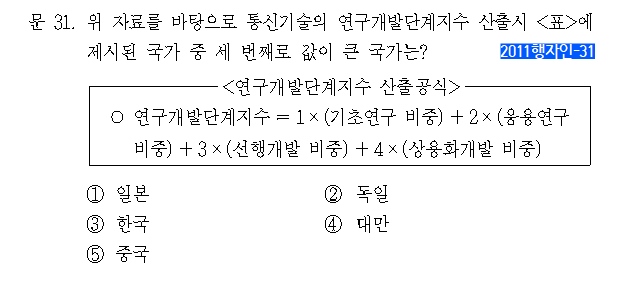 문 31. 위 자료를 바탕으로 통신기술의 연구개발단계지수 산출시 <표>에
제시된 국가 중 세 번째로 값이 큰 국가는? 2011행자인-31
<연구개발단계지수 산출공식>
○ 연구개발단계지수 = 1×(기초연구 비중) + 2×(응용연구
비중) + 3×(선행개발 비중) + 4×(상용화개발 비중)
① 일본 ② 독일
③ 한국 ④ 대만
⑤ 중국